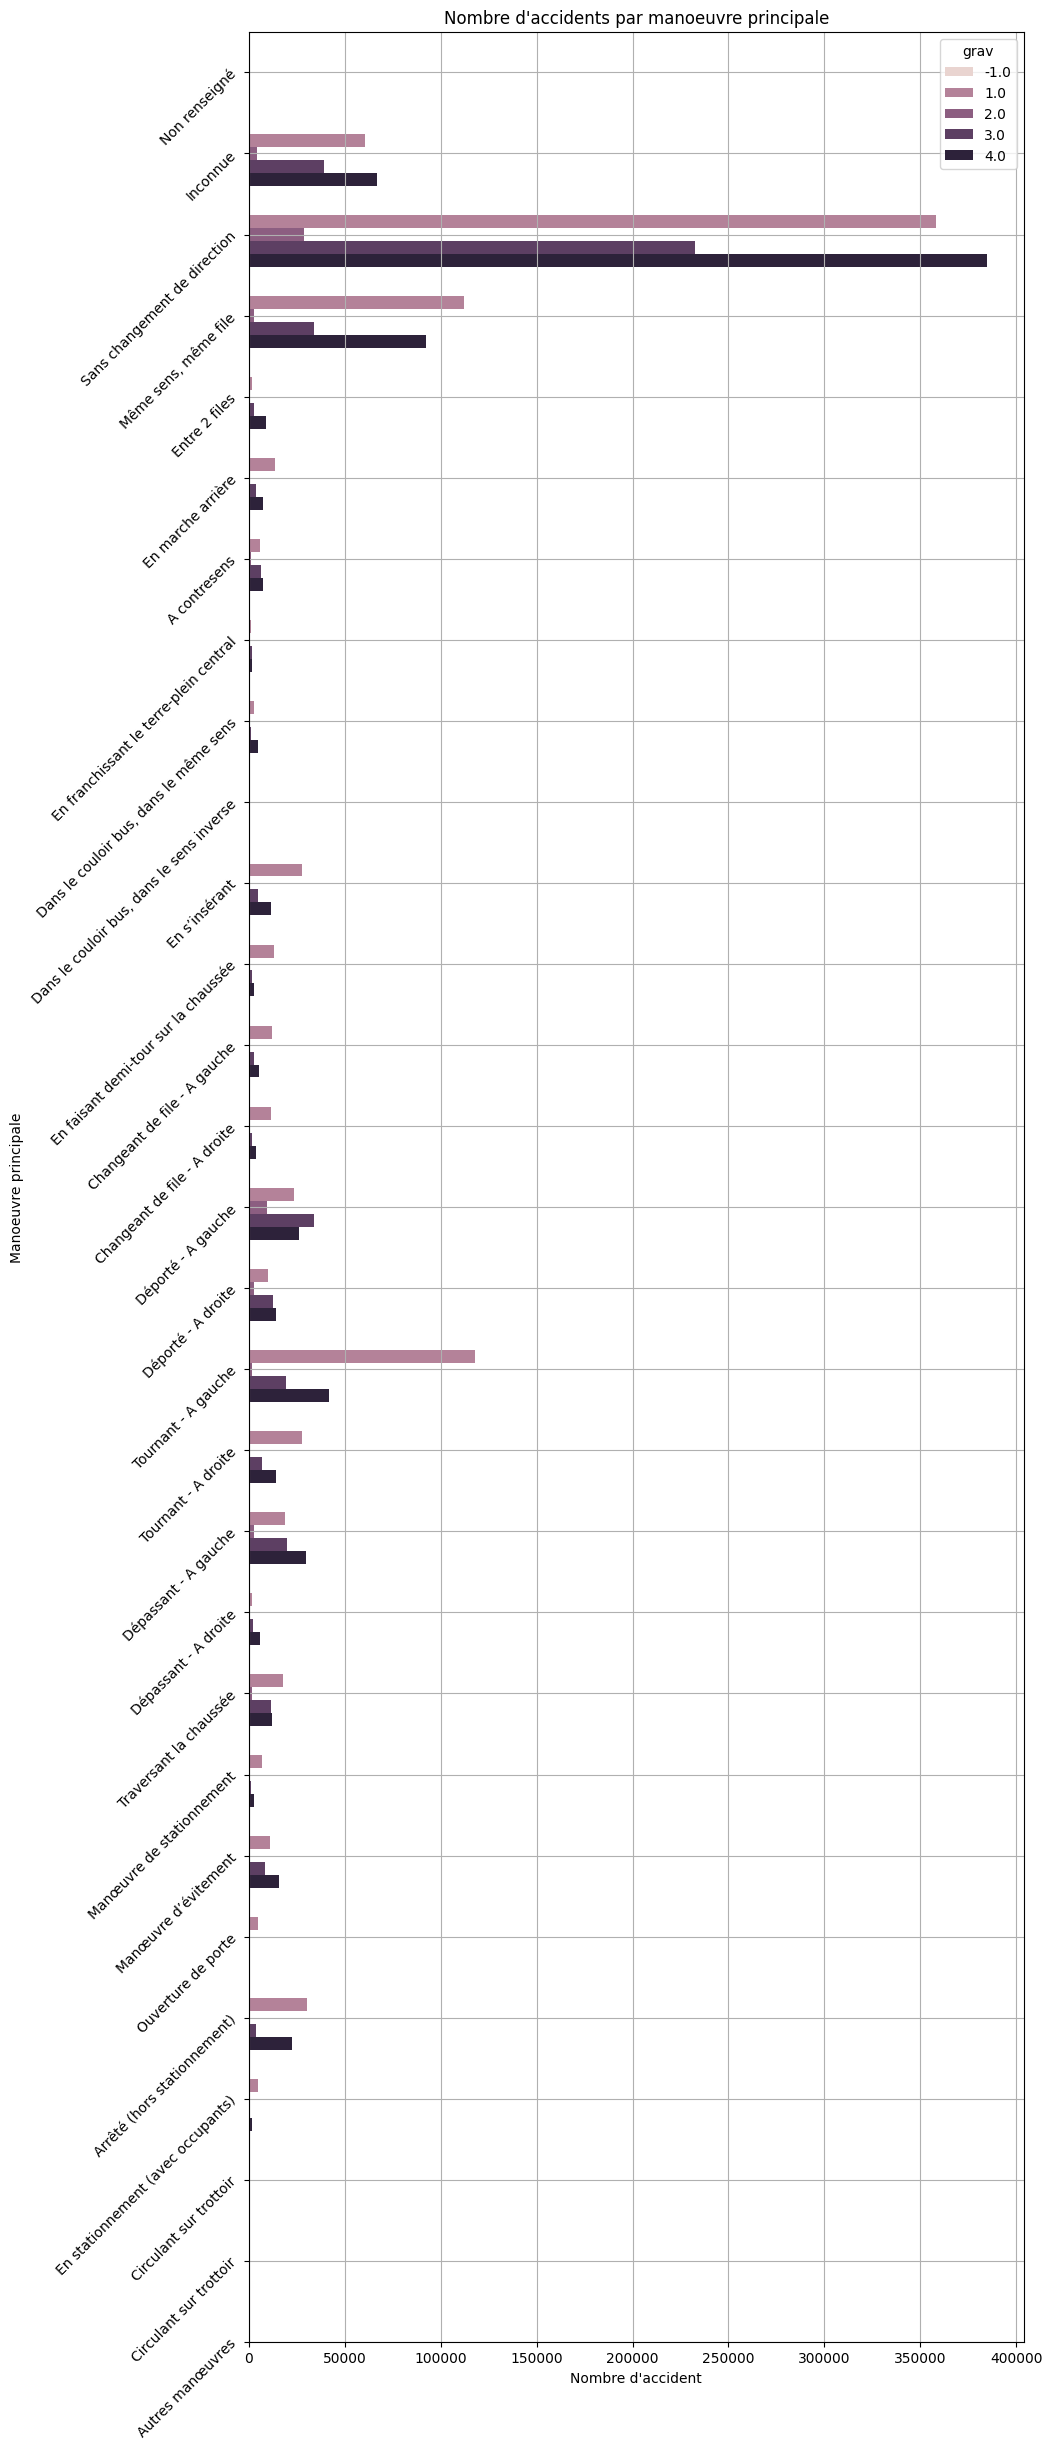 Nombre d'accidents par manoeuvre principale
grav
-1.0
1.0
2.0
3.0
4.0
Manoeuvre principale
Non renseigné
Inconnue
Sans changement de direction
Même sens, même file
Entre 2 files
En marche arrière
A contresens
En franchissant le terre-plein central
Dans le couloir bus, dans le même sens
Dans le couloir bus, dans le sens inverse
En s’insérant
En faisant demi-tour sur la chaussée
Changeant de file - A gauche
Changeant de file - A droite
Déporté - A gauche
Déporté - A droite
Tournant - A gauche
Tournant - A droite
Dépassant - A gauche
Dépassant - A droite
Traversant la chaussée
Manœuvre de stationnement
Manœuvre d’évitement
Ouverture de porte
Arrêté (hors stationnement)
En stationnement (avec occupants)
Circulant sur trottoir
Circulant sur trottoir
Autres manœuvres
0 50000 100000 150000 200000 250000 300000 350000 400000
Nombre d'accident